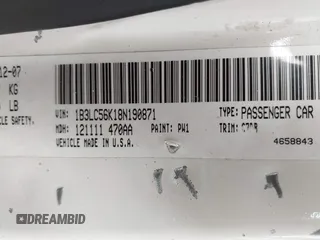 12-07
KG
LB
VEHICLE SAFETY.
VIN: 1B3LC56K18N190871
TYPE: PASSENGER CAR
MDH: 121111 470AA
PAINT: PW1
TRIM:
VEHICLE MADE IN U.S.A.
4658843
DREAMBID